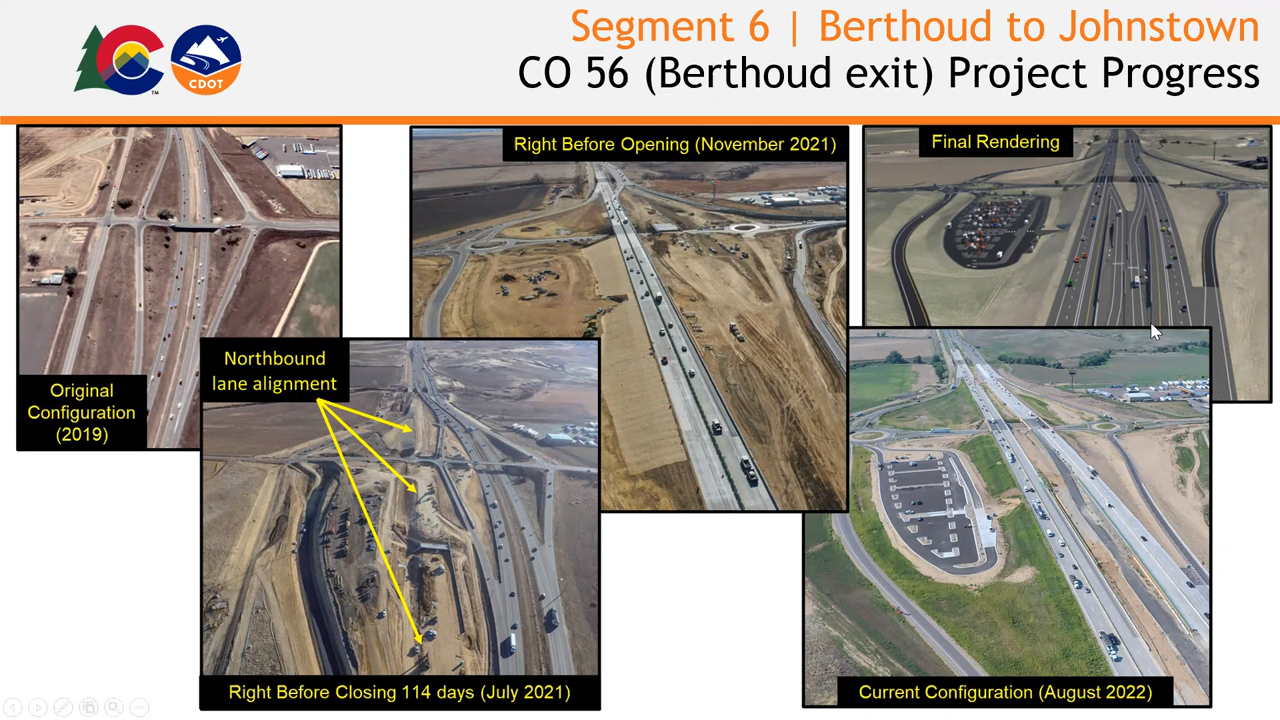 Segment 6 | Berthoud to Johnstown
CO 56 (Berthoud exit) Project Progress
TM
CDOT
Original
Configuration
(2019)
Northbound
lane alignment
Right Before Closing 114 days (July 2021)
Right Before Opening (November 2021)
Final Rendering
Current Configuration (August 2022)